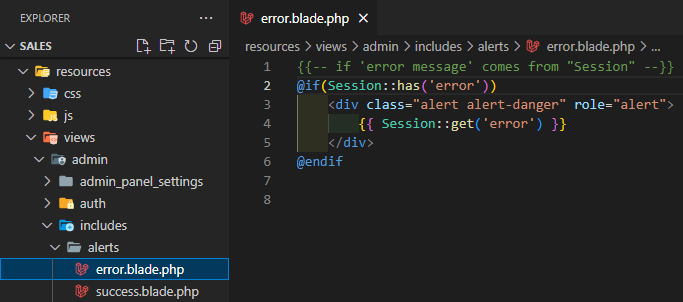 EXPLORER
SALES
resources
css
js
views
admin
admin_panel_settings
auth
includes
alerts
error.blade.php
success.blade.php
error.blade.php
resources > views > admin > includes > alerts > error.blade.php > ...
1 {{-- if 'error message' comes from "Session" --}}
2 @if(Session::has('error'))
3 <div class="alert alert-danger" role="alert">
4 {{ Session::get('error') }}
5 </div>
6 @endif
7
8